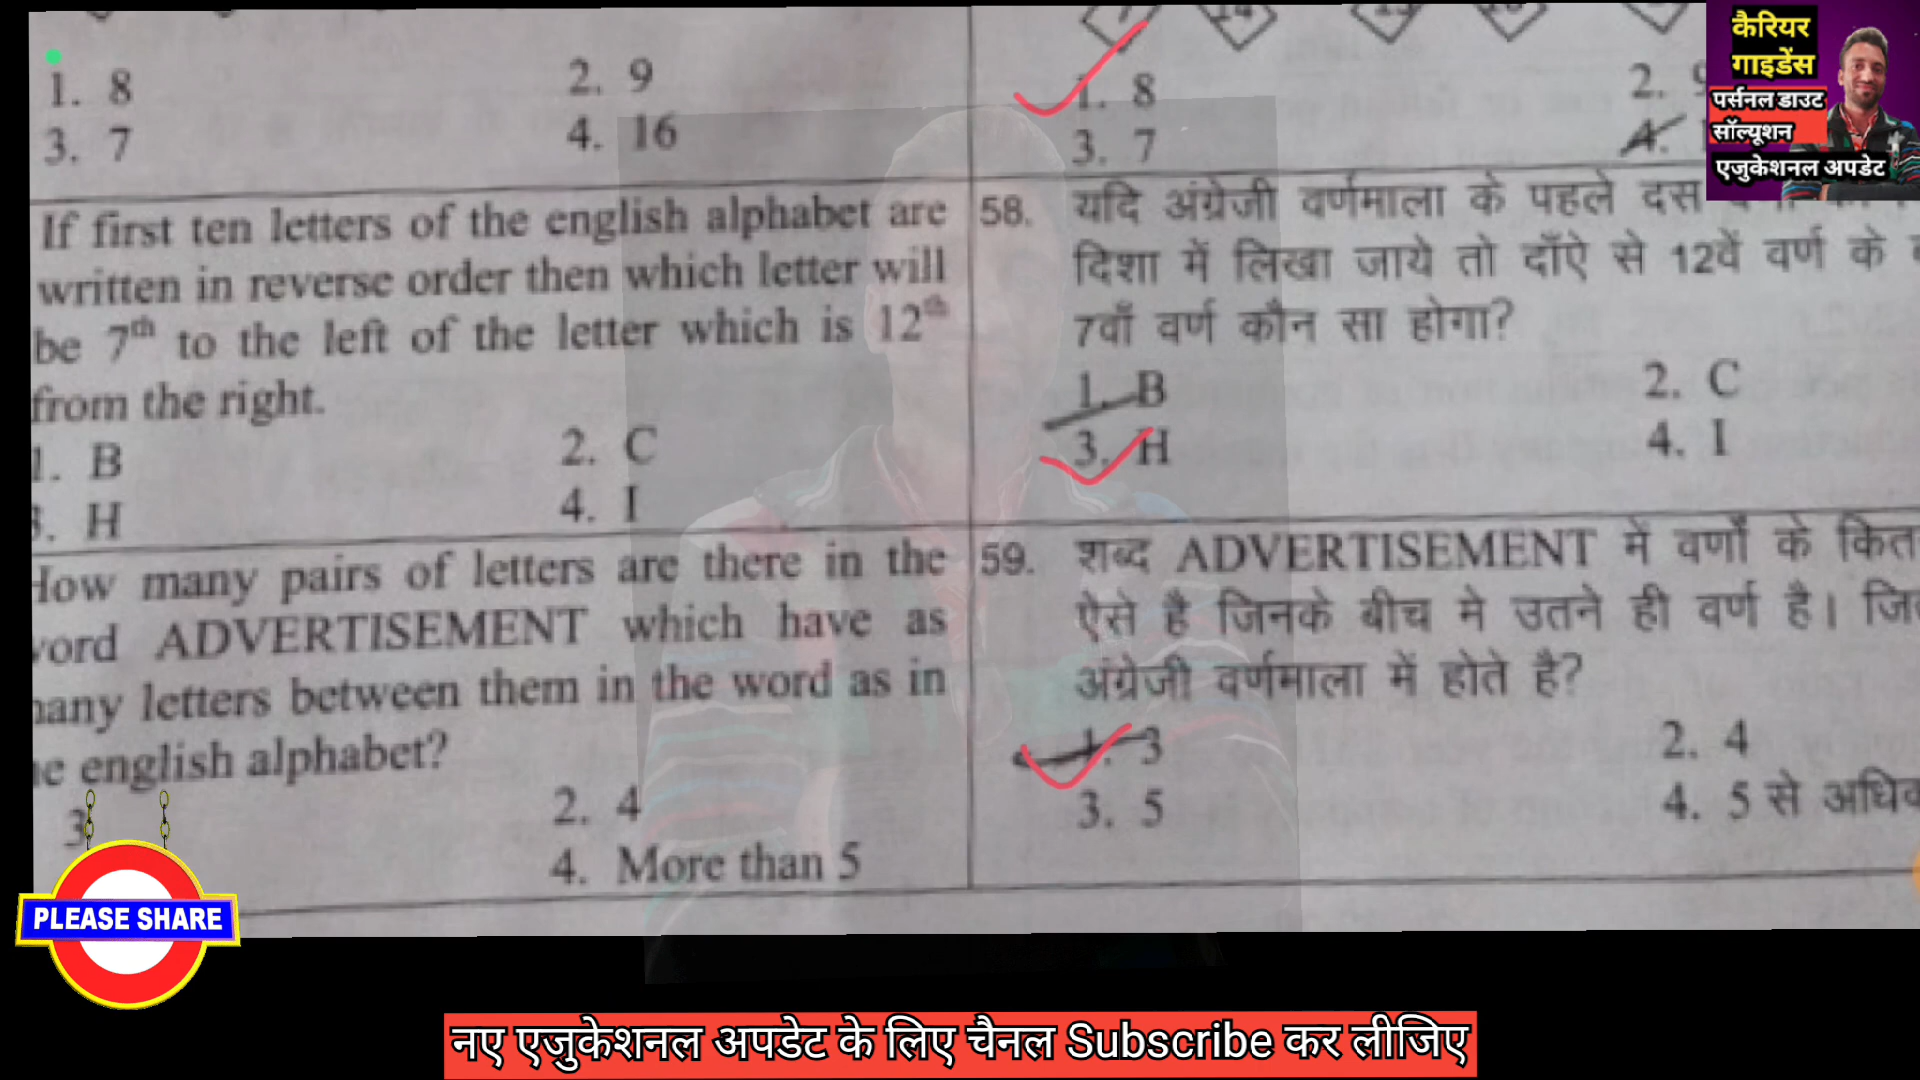 1. 8
2. 9
3. 7
4. 16
If first ten letters of the english alphabet are
written in reverse order then which letter will
be 7th to the left of the letter which is 12th
from the right.
1. B
2. C
3. H
4. I
How many pairs of letters are there in the
word ADVERTISEMENT which have as
many letters between them in the word as in
english alphabet?
3
2. 4
4. More than 5
1. 8
2. 9
3. 7
4.
58. यदि अंग्रेजी वर्णमाला के पहले दस
दिशा में लिखा जाये तो दाँऐ से 12वें वर्ण के
7वाँ वर्ण कौन सा होगा?
1. B
2. C
3. H
4. I
59. शब्द ADVERTISEMENT में वर्णों के
ऐसे है जिनके बीच मे उतने ही वर्ण है।
अंग्रेजी वर्णमाला में होते है?
1. 3
2. 4
3. 5
4. 5 से
कैरियर
गाइडेंस
पर्सनल डाउट
सॉल्यूशन
एजुकेशनल अपडेट
PLEASE SHARE
नए एजुकेशनल अपडेट के लिए चैनल Subscribe कर लीजिए